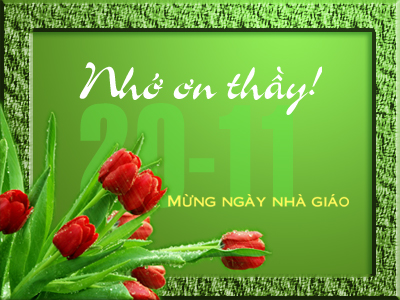 Nhớ ơn thầy!
20-11
Mừng ngày nhà giáo